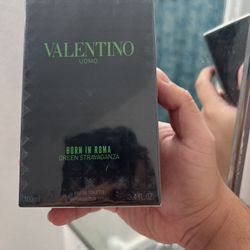 VALENTINO
UOMO
BORN IN ROMA
GREEN STRAVAGANZA
100ml
3.4 FL.OZ